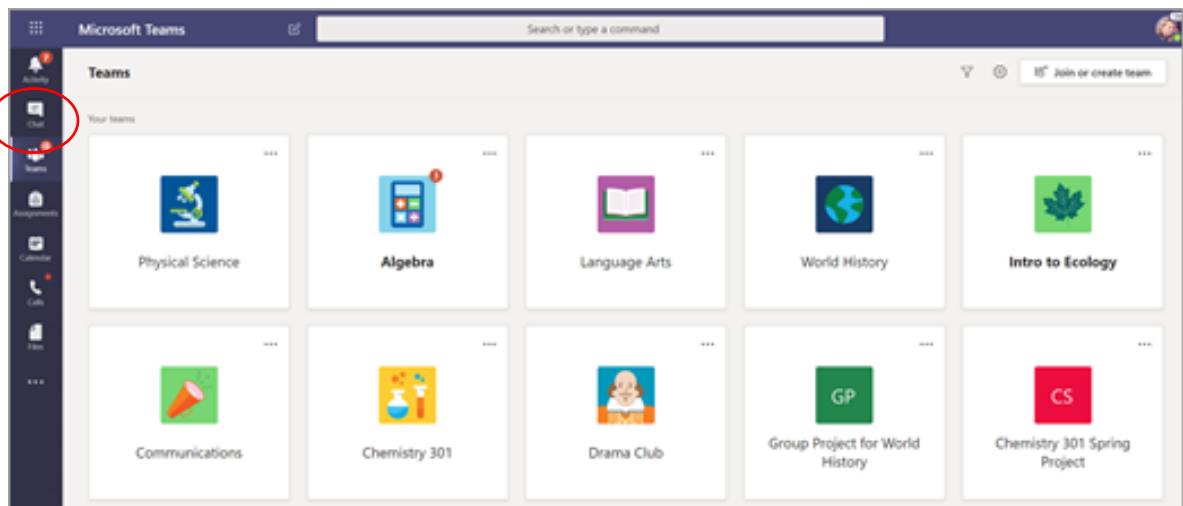 Microsoft Teams
Search or type a command
Activity
Teams
Join or create team
Chat
Your teams
Teams
Assignments
Physical Science
Algebra
Language Arts
World History
Intro to Ecology
Calendar
Calls
Files
GP
CS
Communications
Chemistry 301
Drama Club
Group Project for World
History
Chemistry 301 Spring
Project